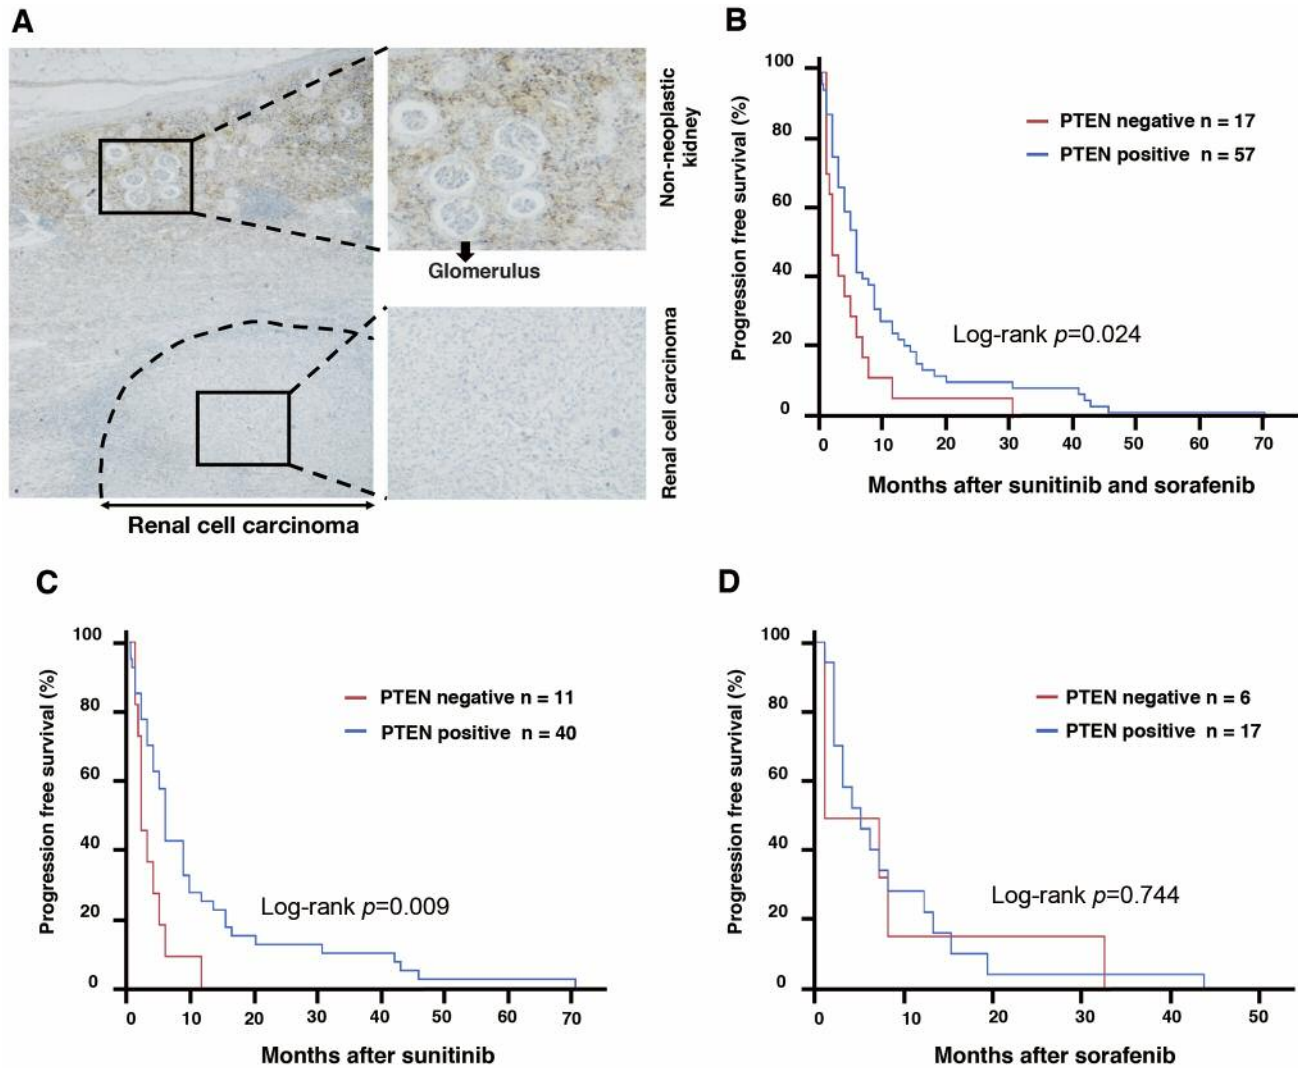 A
Non-neoplastic
kidney
Glomerulus
Renal cell carcinoma
Renal cell carcinoma
B
Progression free survival (%)
100
80
60
40
20
0
PTEN negative n = 17
PTEN positive n = 57
Log-rank p=0.024
0 10 20 30 40 50 60 70
Months after sunitinib and sorafenib
C
Progression free survival (%)
100
80
60
40
20
0
PTEN negative n = 11
PTEN positive n = 40
Log-rank p=0.009
0 10 20 30 40 50 60 70
Months after sunitinib
D
Progression free survival (%)
100
80
60
40
20
0
PTEN negative n = 6
PTEN positive n = 17
Log-rank p=0.744
0 10 20 30 40 50
Months after sorafenib